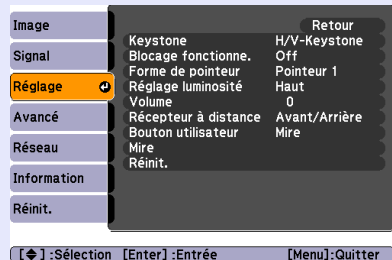 Image
Signal
Réglage
Avancé
Réseau
Information
Réinit.
Retour
Keystone H/V-Keystone
Blocage fonctionne. Off
Forme de pointeur Pointeur 1
Réglage luminosité Haut
Volume 0
Récepteur à distance Avant/Arrière
Bouton utilisateur Mire
Mire
Réinit.
[◆] :Sélection [Enter] :Entrée [Menu]:Quitter